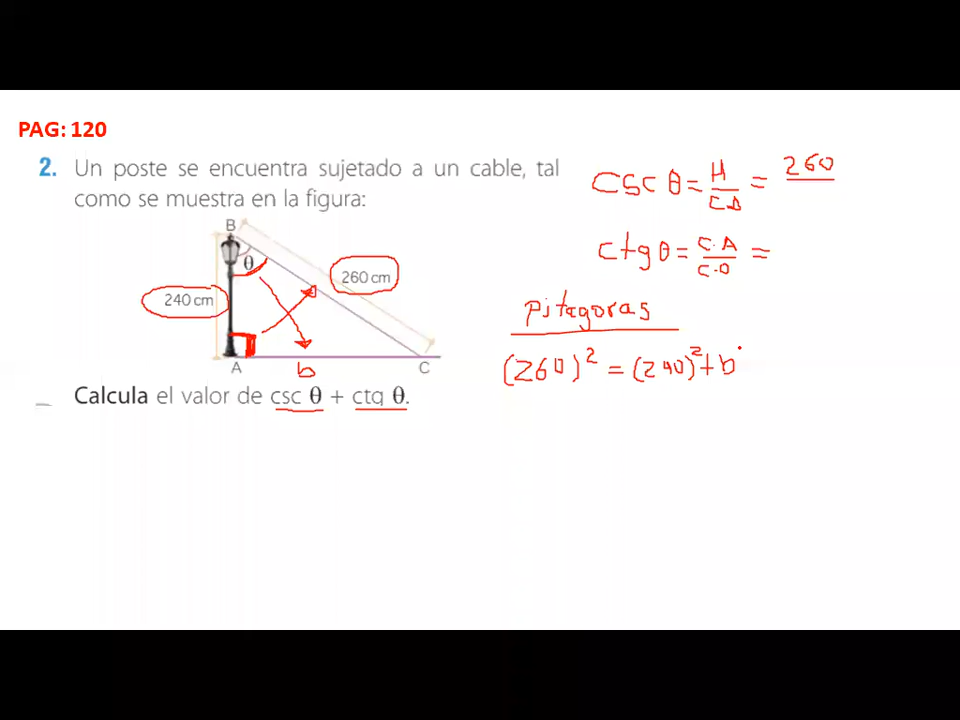 PAG: 120
2. Un poste se encuentra sujetado a un cable, tal
como se muestra en la figura:
B
θ
260 cm
240 cm
A
b
C
Calcula el valor de csc θ + ctg θ.
csc θ = H/C.O = 260
ctg θ = C.A/C.O =
pitagoras
(260)² = (240)² + b